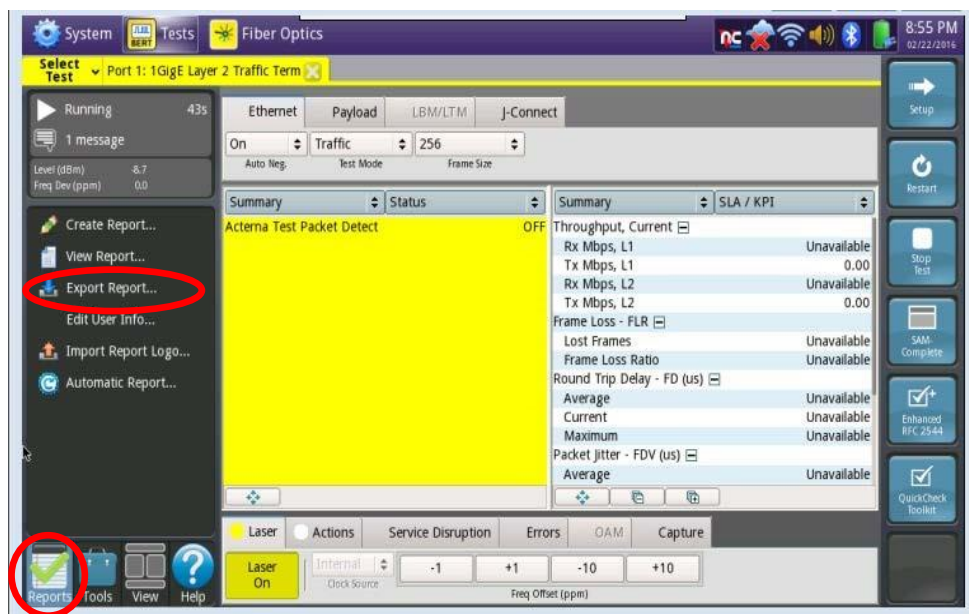 System
BERT
Tests
Fiber Optics
nc
8:55 PM
02/22/2016
Select Test
Port 1: 1GigE Layer 2 Traffic Term
Running 43s
1 message
Level (dBm) -8.7
Freq Dev (ppm) 0.0
Create Report...
View Report...
Export Report...
Edit User Info...
Import Report Logo...
Automatic Report...
Reports
Tools
View
Help
Ethernet Payload LBM/LTM J-Connect
On Traffic 256
Auto Neg. Test Mode Frame Size
Summary Status
Acterna Test Packet Detect OFF
Summary SLA / KPI
Throughput, Current
Rx Mbps, L1 Unavailable
Tx Mbps, L1 0.00
Rx Mbps, L2 Unavailable
Tx Mbps, L2 0.00
Frame Loss - FLR
Lost Frames Unavailable
Frame Loss Ratio Unavailable
Round Trip Delay - FD (us)
Average Unavailable
Current Unavailable
Maximum Unavailable
Packet Jitter - FDV (us)
Average Unavailable
Laser Actions Service Disruption Errors OAM Capture
Laser On
Internal
Clock Source
-1 +1 -10 +10
Freq Offset (ppm)
Setup
Restart
Stop
Test
SAM-
Complete
Enhanced
RFC 2544
QuickCheck
Toolkit